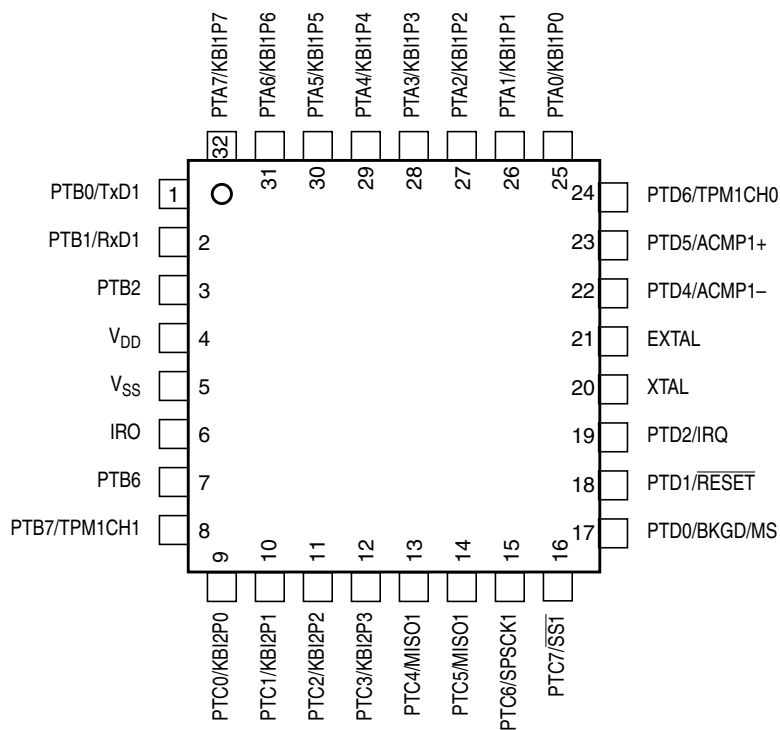 PTA7/KBI1P7
PTA6/KBI1P6
PTA5/KBI1P5
PTA4/KBI1P4
PTA3/KBI1P3
PTA2/KBI1P2
PTA1/KBI1P1
PTA0/KBI1P0
32
31
30
29
28
27
26
25
PTB0/TxD1 1
PTB1/RxD1 2
PTB2 3
VDD 4
VSS 5
IRO 6
PTB6 7
PTB7/TPM1CH1 8
24 PTD6/TPM1CH0
23 PTD5/ACMP1+
22 PTD4/ACMP1–
21 EXTAL
20 XTAL
19 PTD2/IRQ
18 PTD1/RESET
17 PTD0/BKGD/MS
9
10
11
12
13
14
15
16
PTC0/KBI2P0
PTC1/KBI2P1
PTC2/KBI2P2
PTC3/KBI2P3
PTC4/MISO1
PTC5/MISO1
PTC6/SPSCK1
PTC7/SS1